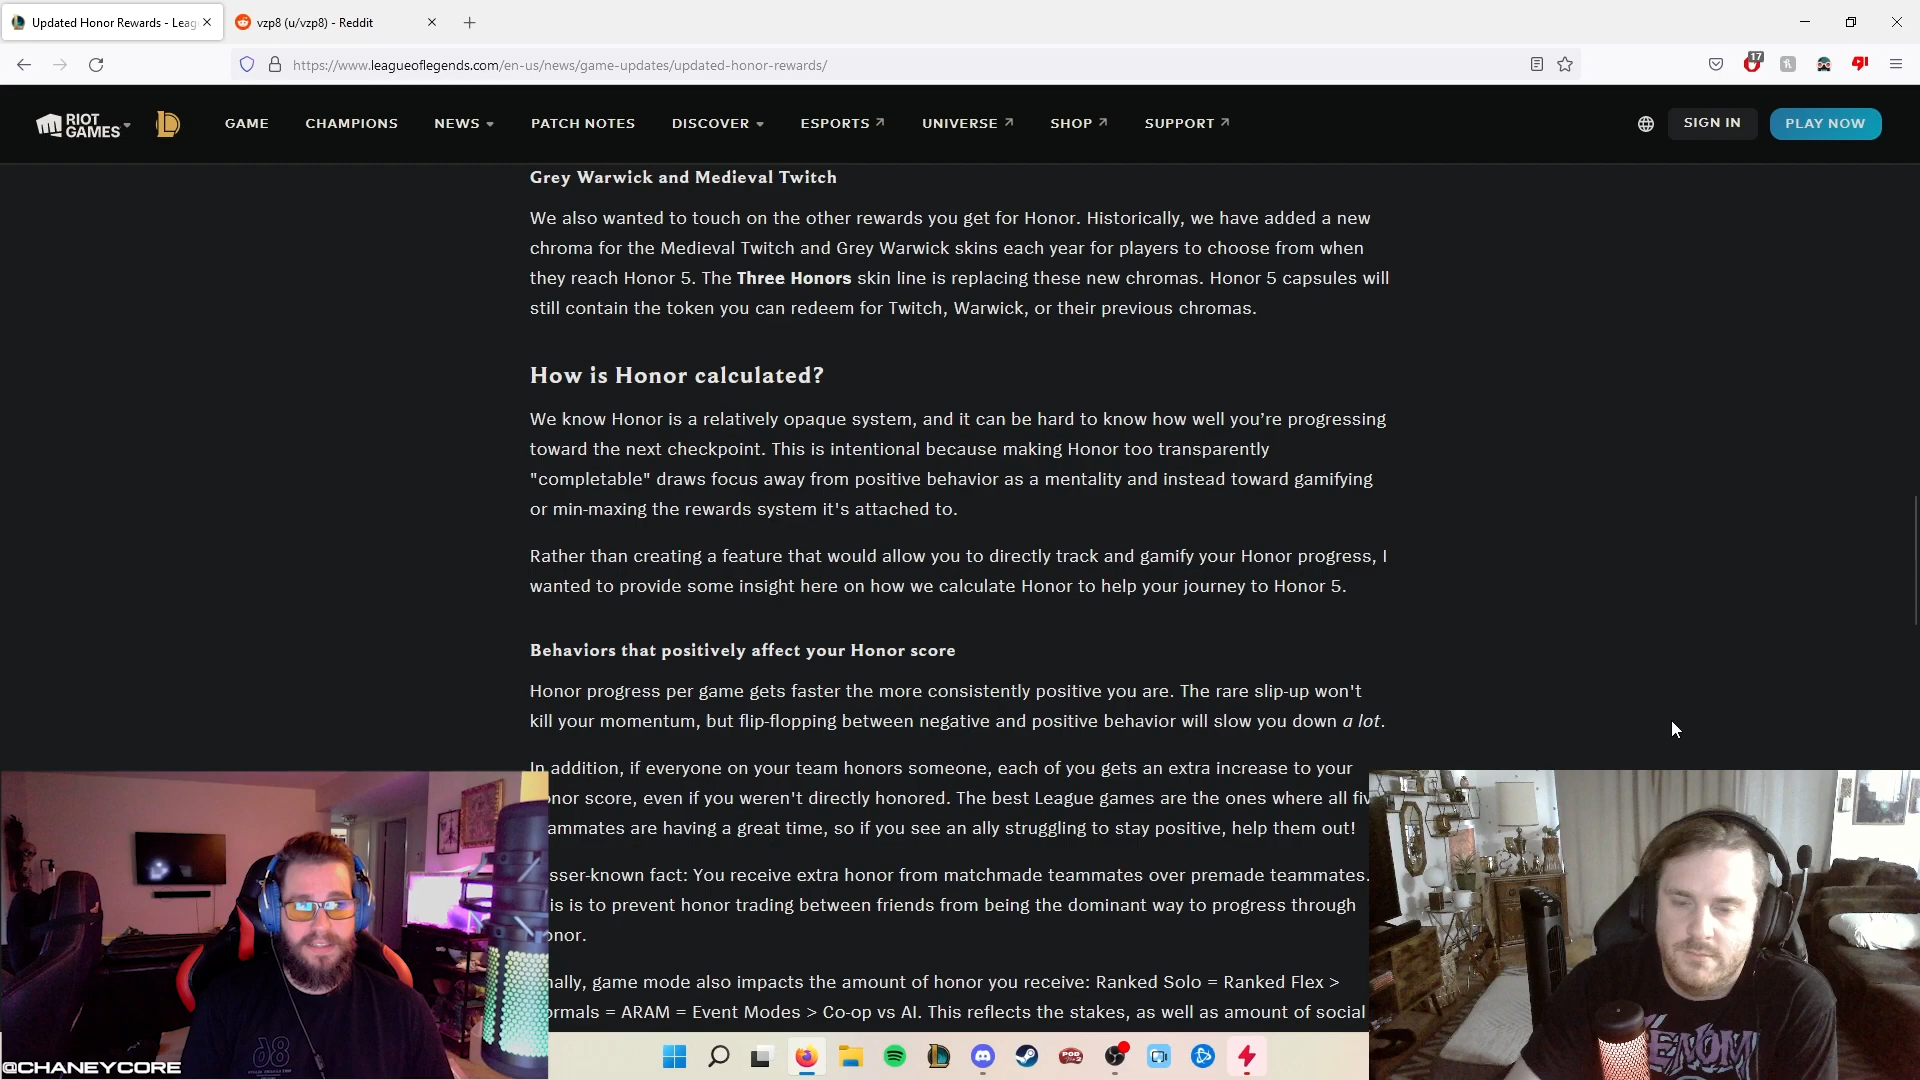 Updated Honor Rewards - Leag
vzp8 (u/vzp8) - Reddit
https://www.leagueoflegends.com/en-us/news/game-updates/updated-honor-rewards/
17
RIOT GAMES
GAME
CHAMPIONS
NEWS
PATCH NOTES
DISCOVER
ESPORTS
UNIVERSE
SHOP
SUPPORT
SIGN IN
PLAY NOW
Grey Warwick and Medieval Twitch
We also wanted to touch on the other rewards you get for Honor. Historically, we have added a new
chroma for the Medieval Twitch and Grey Warwick skins each year for players to choose from when
they reach Honor 5. The Three Honors skin line is replacing these new chromas. Honor 5 capsules will
still contain the token you can redeem for Twitch, Warwick, or their previous chromas.
How is Honor calculated?
We know Honor is a relatively opaque system, and it can be hard to know how well you’re progressing
toward the next checkpoint. This is intentional because making Honor too transparently
"completable" draws focus away from positive behavior as a mentality and instead toward gamifying
or min-maxing the rewards system it's attached to.
Rather than creating a feature that would allow you to directly track and gamify your Honor progress, I
wanted to provide some insight here on how we calculate Honor to help your journey to Honor 5.
Behaviors that positively affect your Honor score
Honor progress per game gets faster the more consistently positive you are. The rare slip-up won't
kill your momentum, but flip-flopping between negative and positive behavior will slow you down a lot.
In addition, if everyone on your team honors someone, each of you gets an extra increase to your
onor score, even if you weren't directly honored. The best League games are the ones where all fiv
ammates are having a great time, so if you see an ally struggling to stay positive, help them out!
sser-known fact: You receive extra honor from matchmade teammates over premade teammates.
is is to prevent honor trading between friends from being the dominant way to progress through
onor.
nally, game mode also impacts the amount of honor you receive: Ranked Solo = Ranked Flex >
ormals = ARAM = Event Modes > Co-op vs AI. This reflects the stakes, as well as amount of social
@CHANEYCORE
VENOM